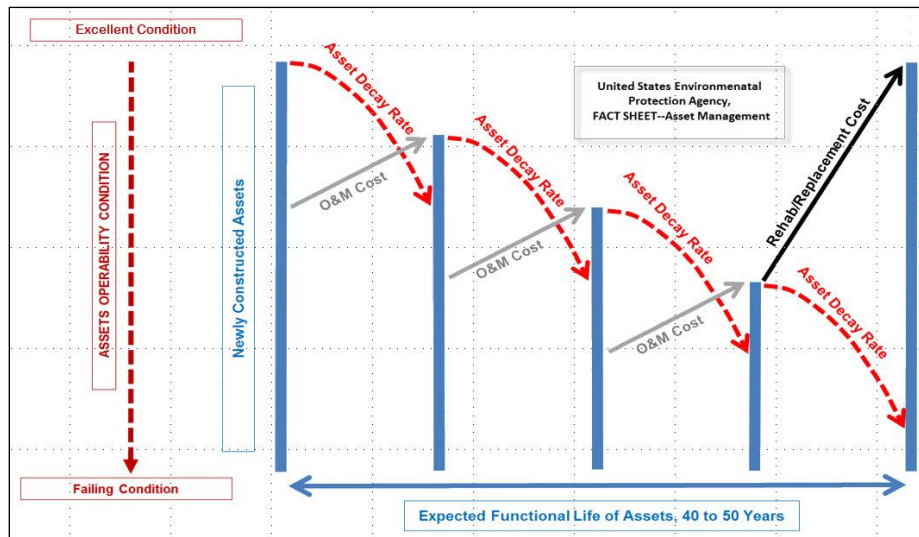 Excellent Condition
ASSETS OPERABILITY CONDITION
Failing Condition
Newly Constructed Assets
Asset Decay Rate
O&M Cost
Asset Decay Rate
O&M Cost
Asset Decay Rate
O&M Cost
Asset Decay Rate
Rehab/Replacement Cost
United States Environmenatal
Protection Agency,
FACT SHEET--Asset Management
Expected Functional Life of Assets, 40 to 50 Years